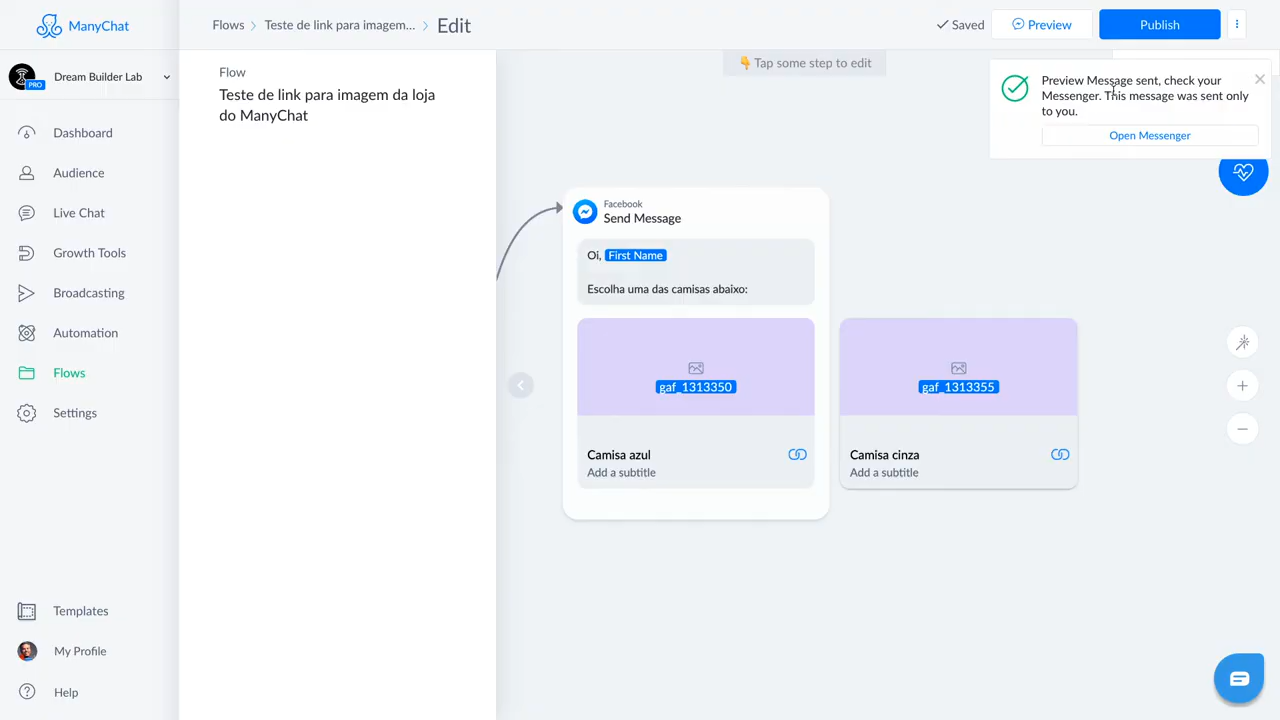 ManyChat
Flows
Teste de link para imagem...
Edit
Saved
Preview
Publish
PRO
Dream Builder Lab
Dashboard
Audience
Live Chat
Growth Tools
Broadcasting
Automation
Flows
Settings
Templates
My Profile
Help
Flow
Teste de link para imagem da loja
do ManyChat
👇 Tap some step to edit
Preview Message sent, check your
Messenger. This message was sent only
to you.
Open Messenger
Facebook
Send Message
Oi, First Name
Escolha uma das camisas abaixo:
gaf_1313350
Camisa azul
Add a subtitle
gaf_1313355
Camisa cinza
Add a subtitle